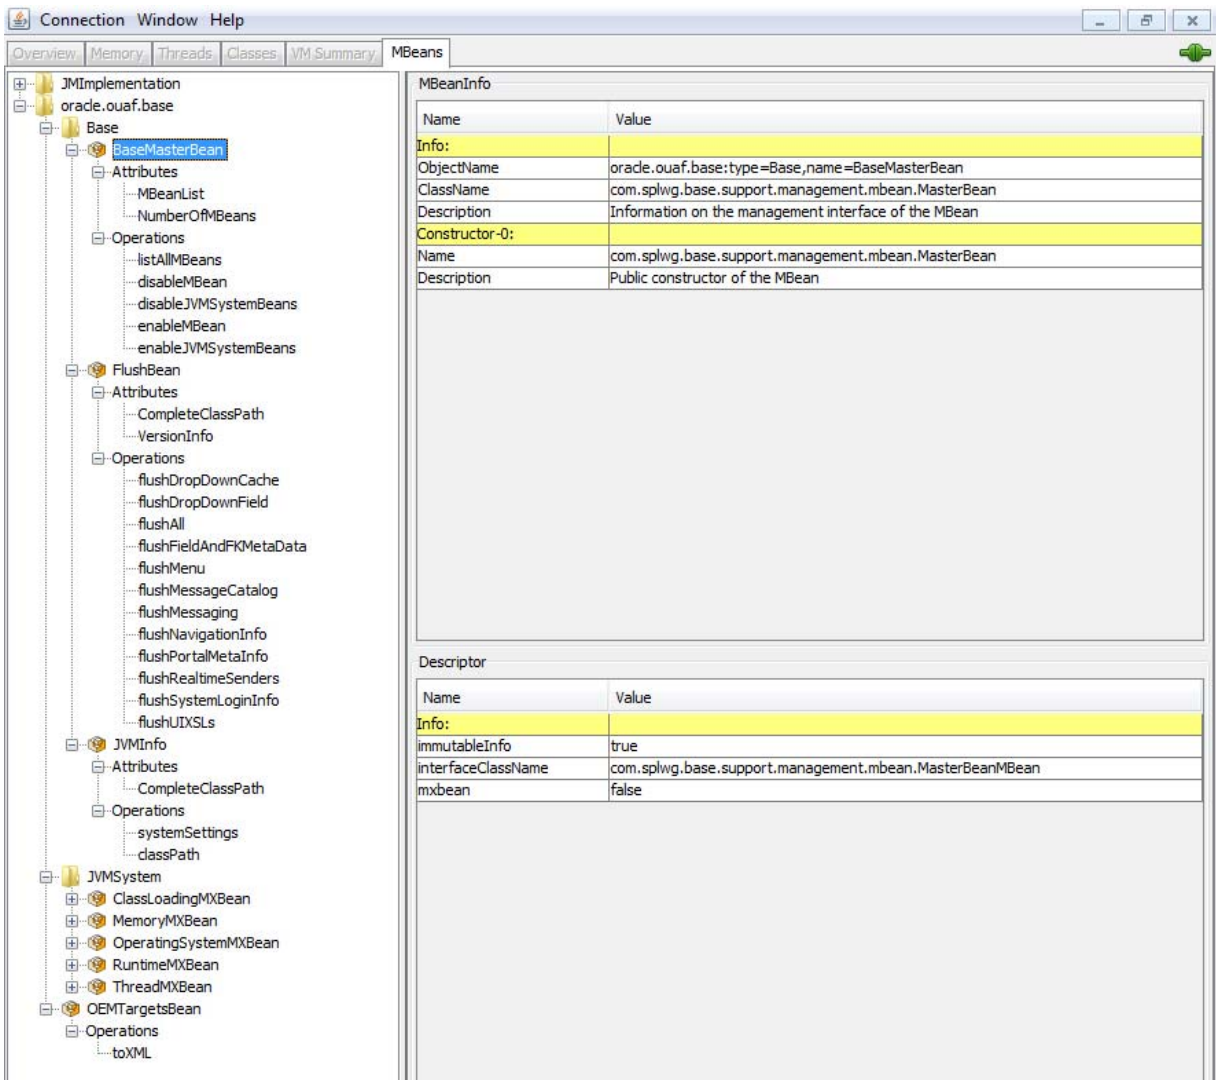 Connection Window Help
Overview Memory Threads Classes VM Summary MBeans
JMImplementation
oracle.ouaf.base
Base
BaseMasterBean
Attributes
MBeanList
NumberOfMBeans
Operations
listAllMBeans
disableMBean
disableJVMSystemBeans
enableMBean
enableJVMSystemBeans
FlushBean
Attributes
CompleteClassPath
VersionInfo
Operations
flushDropDownCache
flushDropDownField
flushAll
flushFieldAndFKMetaData
flushMenu
flushMessageCatalog
flushMessaging
flushNavigationInfo
flushPortalMetaInfo
flushRealtimeSenders
flushSystemLoginInfo
flushUIXSLs
JVMInfo
Attributes
CompleteClassPath
Operations
systemSettings
classPath
JVMSystem
ClassLoadingMXBean
MemoryMXBean
OperatingSystemMXBean
RuntimeMXBean
ThreadMXBean
OEMTargetsBean
Operations
toXML
MBeanInfo
Name Value
Info:
ObjectName oracle.ouaf.base:type=Base,name=BaseMasterBean
ClassName com.splwg.base.support.management.mbean.MasterBean
Description Information on the management interface of the MBean
Constructor-0:
Name com.splwg.base.support.management.mbean.MasterBean
Description Public constructor of the MBean
Descriptor
Name Value
Info:
immutableInfo true
interfaceClassName com.splwg.base.support.management.mbean.MasterBeanMBean
mxbean false